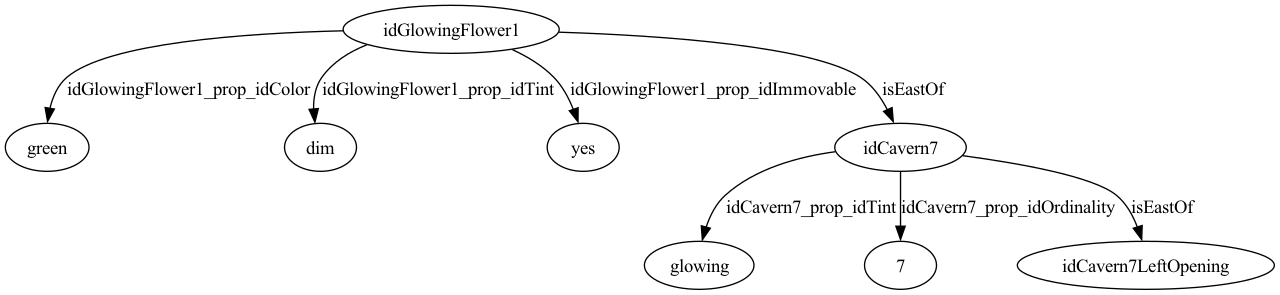 idGlowingFlower1
idGlowingFlower1_prop_idColor
idGlowingFlower1_prop_idTint
idGlowingFlower1_prop_idImmovable
isEastOf
green
dim
yes
idCavern7
idCavern7_prop_idTint
idCavern7_prop_idOrdinality
isEastOf
glowing
7
idCavern7LeftOpening